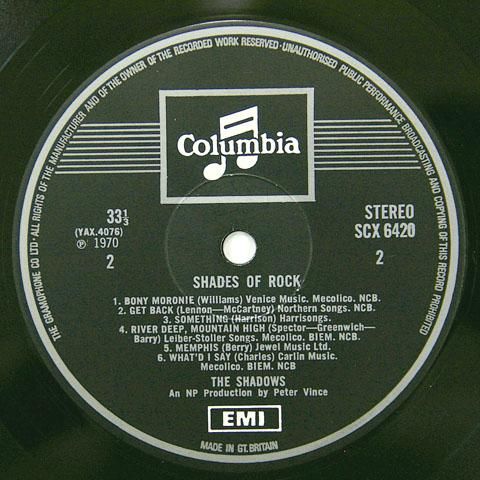 THE GRAMOPHONE CO LTD · ALL RIGHTS OF THE MANUFACTURER AND OF THE OWNER OF THE RECORDED WORK RESERVED · UNAUTHORISED PUBLIC PERFORMANCE BROADCASTING AND COPYING OF THIS RECORD PROHIBITED
Columbia
33⅓
(YAX.4076)
Ⓟ 1970
2
STEREO
SCX 6420
2
SHADES OF ROCK
1. BONY MORONIE (Williams) Venice Music. Mecolico. NCB.
2. GET BACK (Lennon—McCartney) Northern Songs. NCB.
3. SOMETHING (Harrison) Harrisongs.
4. RIVER DEEP, MOUNTAIN HIGH (Spector—Greenwich—
Barry) Leiber-Stoller Songs. Mecolico. BIEM. NCB.
5. MEMPHIS (Berry) Jewel Music Ltd.
6. WHAT'D I SAY (Charles) Carlin Music.
Mecolico. BIEM. NCB
THE SHADOWS
An NP Production by Peter Vince
EMI
MADE IN GT. BRITAIN